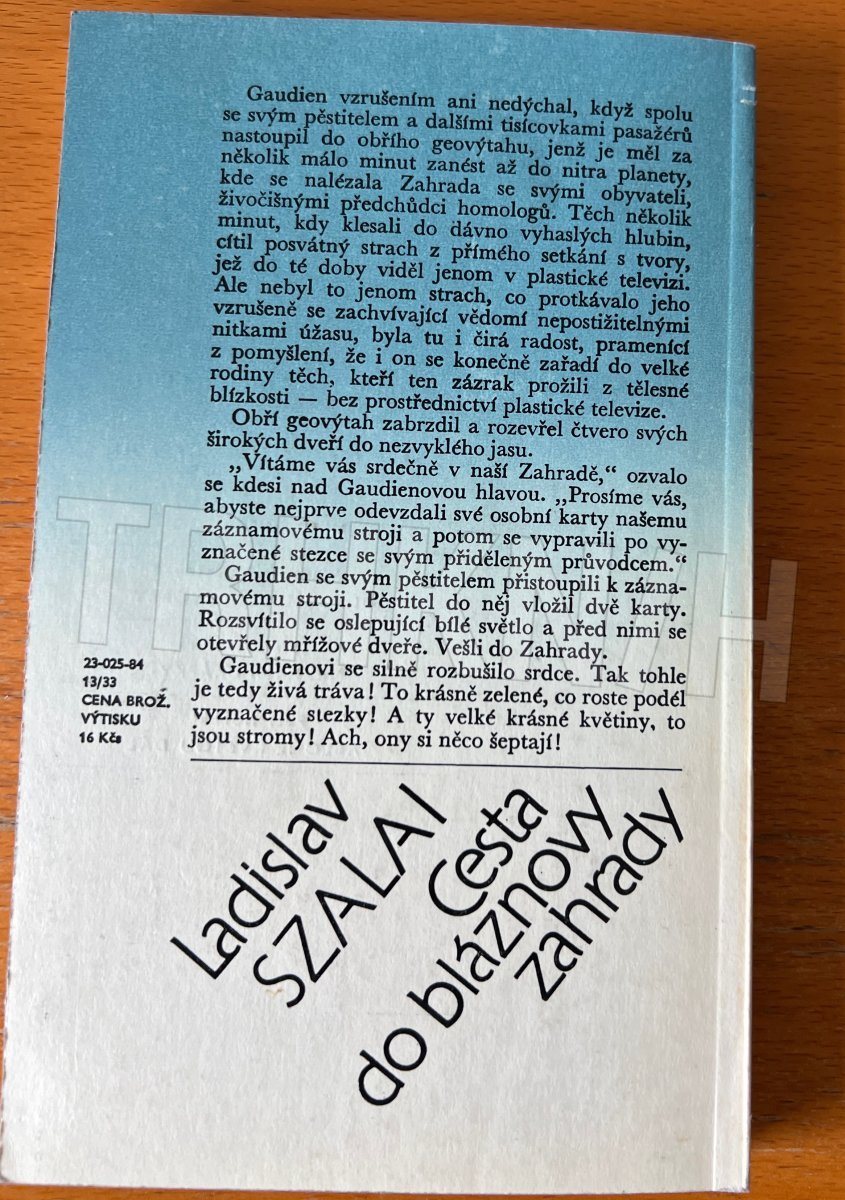 Gaudien vzrušením ani nedýchal, když spolu
se svým pěstitelem a dalšími tisícovkami pasažérů
nastoupil do obřího geovýtahu, jenž je měl za
několik málo minut zanést až do nitra planety,
kde se nalézala Zahrada se svými obyvateli,
živočišnými předchůdci homologů. Těch několik
minut, kdy klesali do dávno vyhaslých hlubin,
cítil posvátný strach z přímého setkání s tvory,
jež do té doby viděl jenom v plastické televizi.
Ale nebyl to jenom strach, co protkávalo jeho
vzrušeně se zachvívající vědomí nepostižitelnými
nitkami úžasu, byla tu i čirá radost, pramenící
z pomyšlení, že i on se konečně zařadí do velké
rodiny těch, kteří ten zázrak prožili z tělesné
blízkosti — bez prostřednictví plastické televize.
Obří geovýtah zabrzdil a rozevřel čtvero svých
širokých dveří do nezvyklého jasu.
„Vítáme vás srdečně v naší Zahradě,“ ozvalo
se kdesi nad Gaudienovou hlavou. „Prosíme vás,
abyste nejprve odevzdali své osobní karty našemu
záznamovému stroji a potom se vypravili po vy-
značené stezce se svým přiděleným průvodcem.“
Gaudien se svým pěstitelem přistoupili k zázna-
movému stroji. Pěstitel do něj vložil dvě karty.
Rozsvítilo se oslepující bílé světlo a před nimi se
otevřely mřížové dveře. Vešli do Zahrady.
Gaudienovi se silně rozbušilo srdce. Tak tohle
je tedy živá tráva! To krásně zelené, co roste podél
vyznačené stezky! A ty velké krásné květiny, to
jsou stromy! Ach, ony si něco šeptají!
23-025-84
13/33
CENA BROŽ.
VÝTISKU
16 Kčs
Ladislav
SZALAI
Cesta
do bláznovy
zahrady